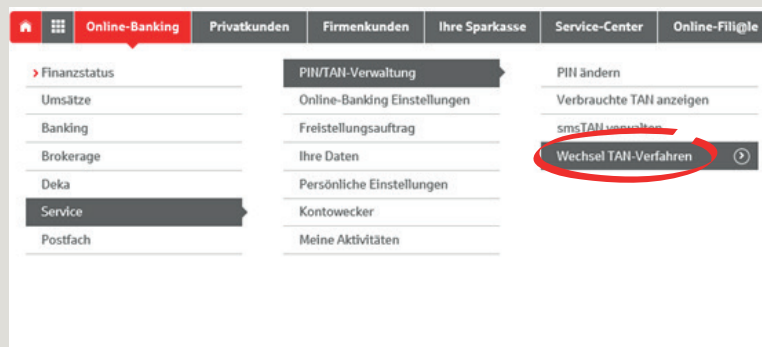 Online-Banking Privatkunden Firmenkunden Ihre Sparkasse Service-Center Online-Fili@le
Finanzstatus
Umsätze
Banking
Brokerage
Deka
Service
Postfach
PIN/TAN-Verwaltung
Online-Banking Einstellungen
Freistellungsauftrag
Ihre Daten
Persönliche Einstellungen
Kontowecker
Meine Aktivitäten
PIN ändern
Verbrauchte TAN anzeigen
smsTAN verwalten
Wechsel TAN-Verfahren